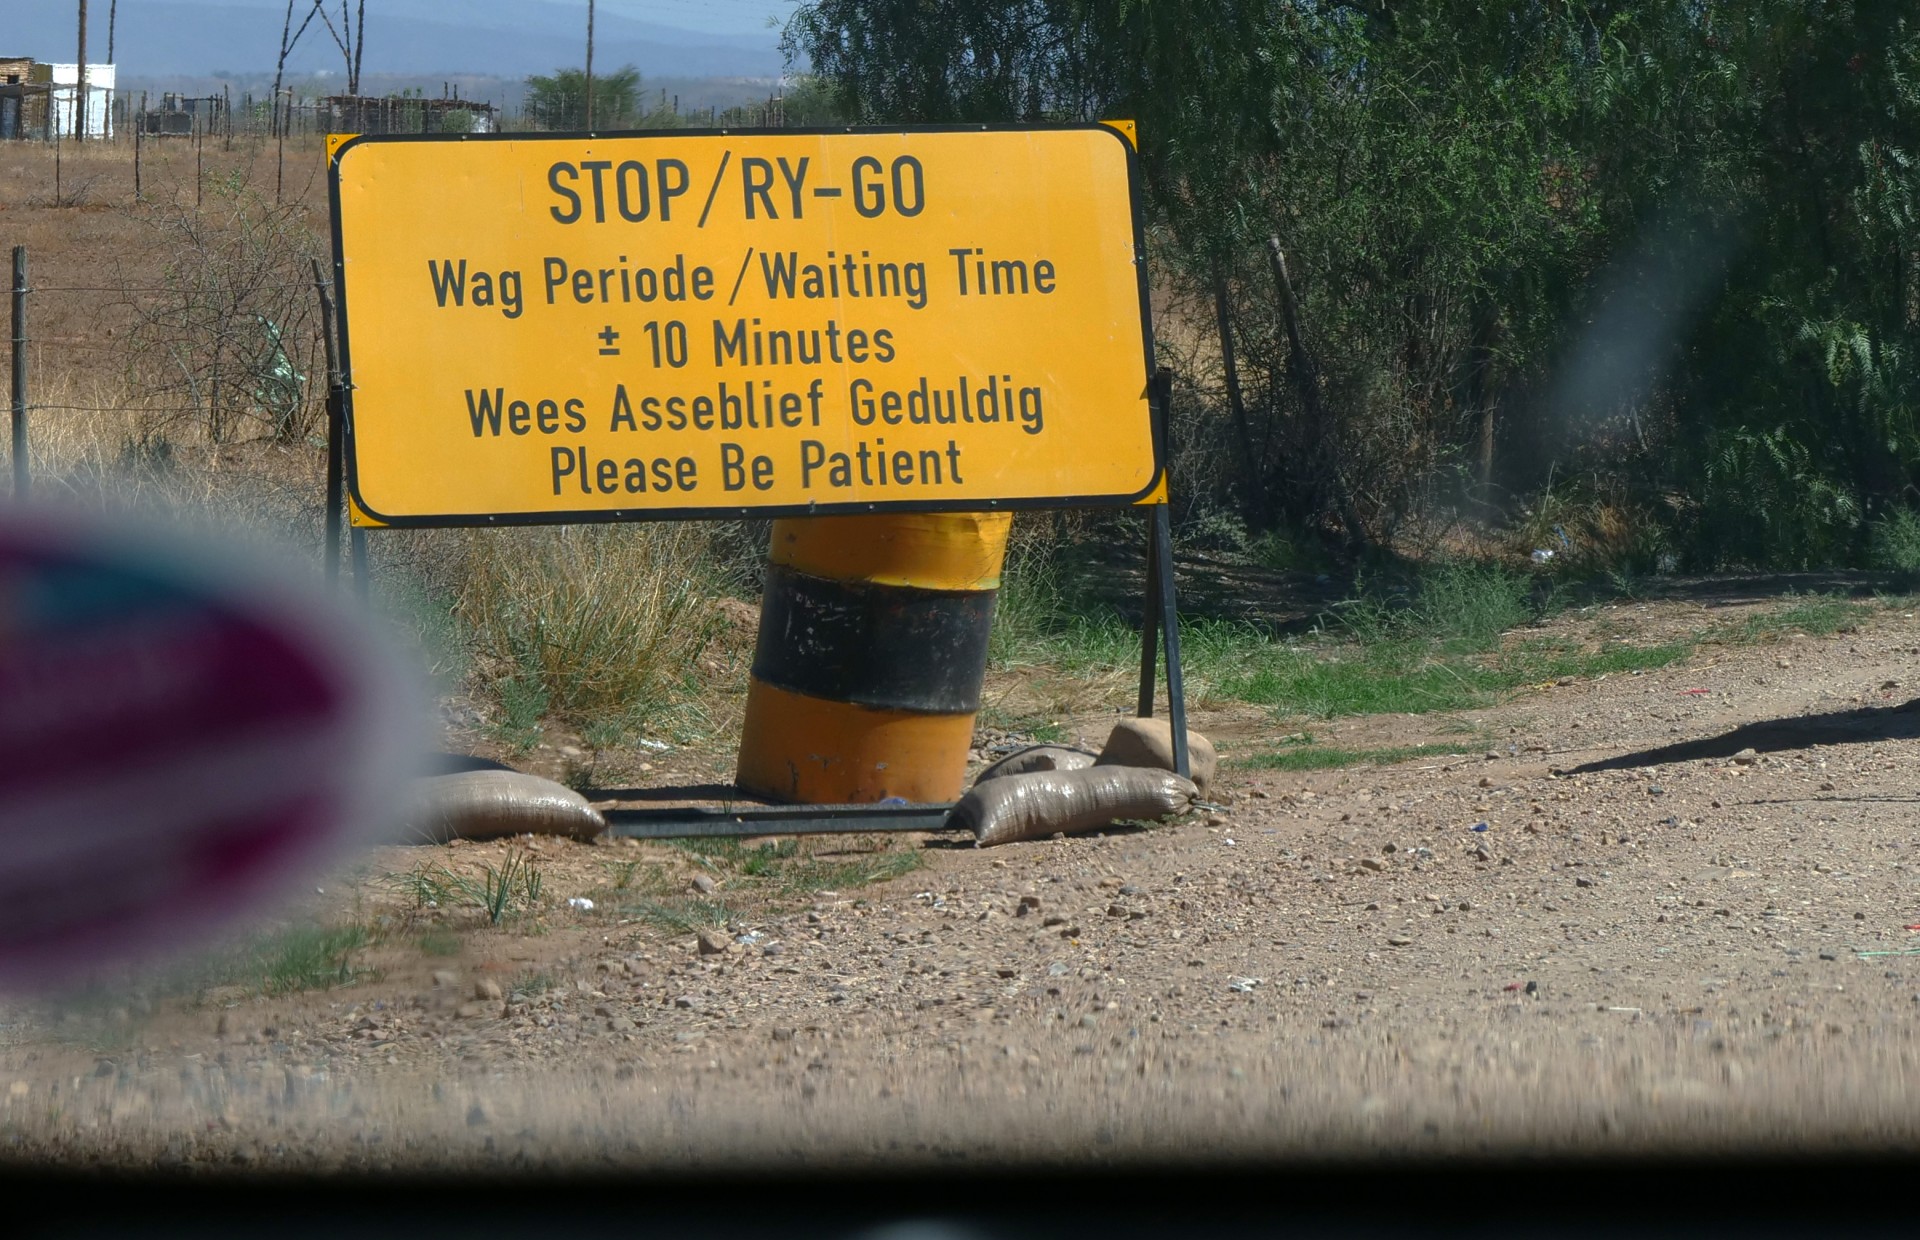 STOP/RY-GO
Wag Periode /Waiting Time
± 10 Minutes
Wees Asseblief Geduldig
Please Be Patient